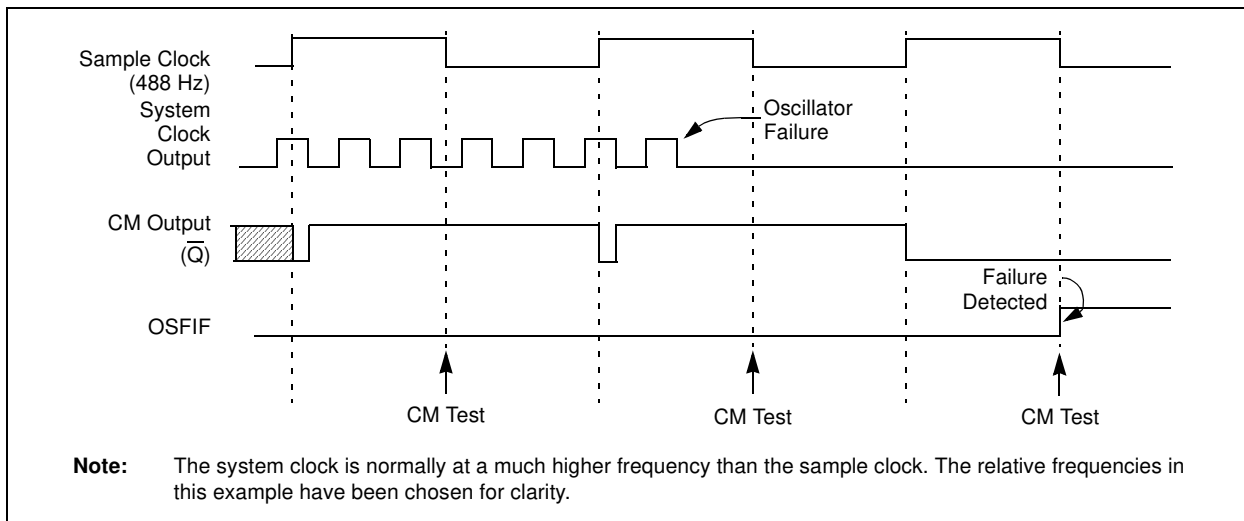 Sample Clock
(488 Hz)
System
Clock
Output
Oscillator
Failure
CM Output
(Q̅)
Failure
Detected
OSFIF
CM Test
CM Test
CM Test
Note: The system clock is normally at a much higher frequency than the sample clock. The relative frequencies in
this example have been chosen for clarity.